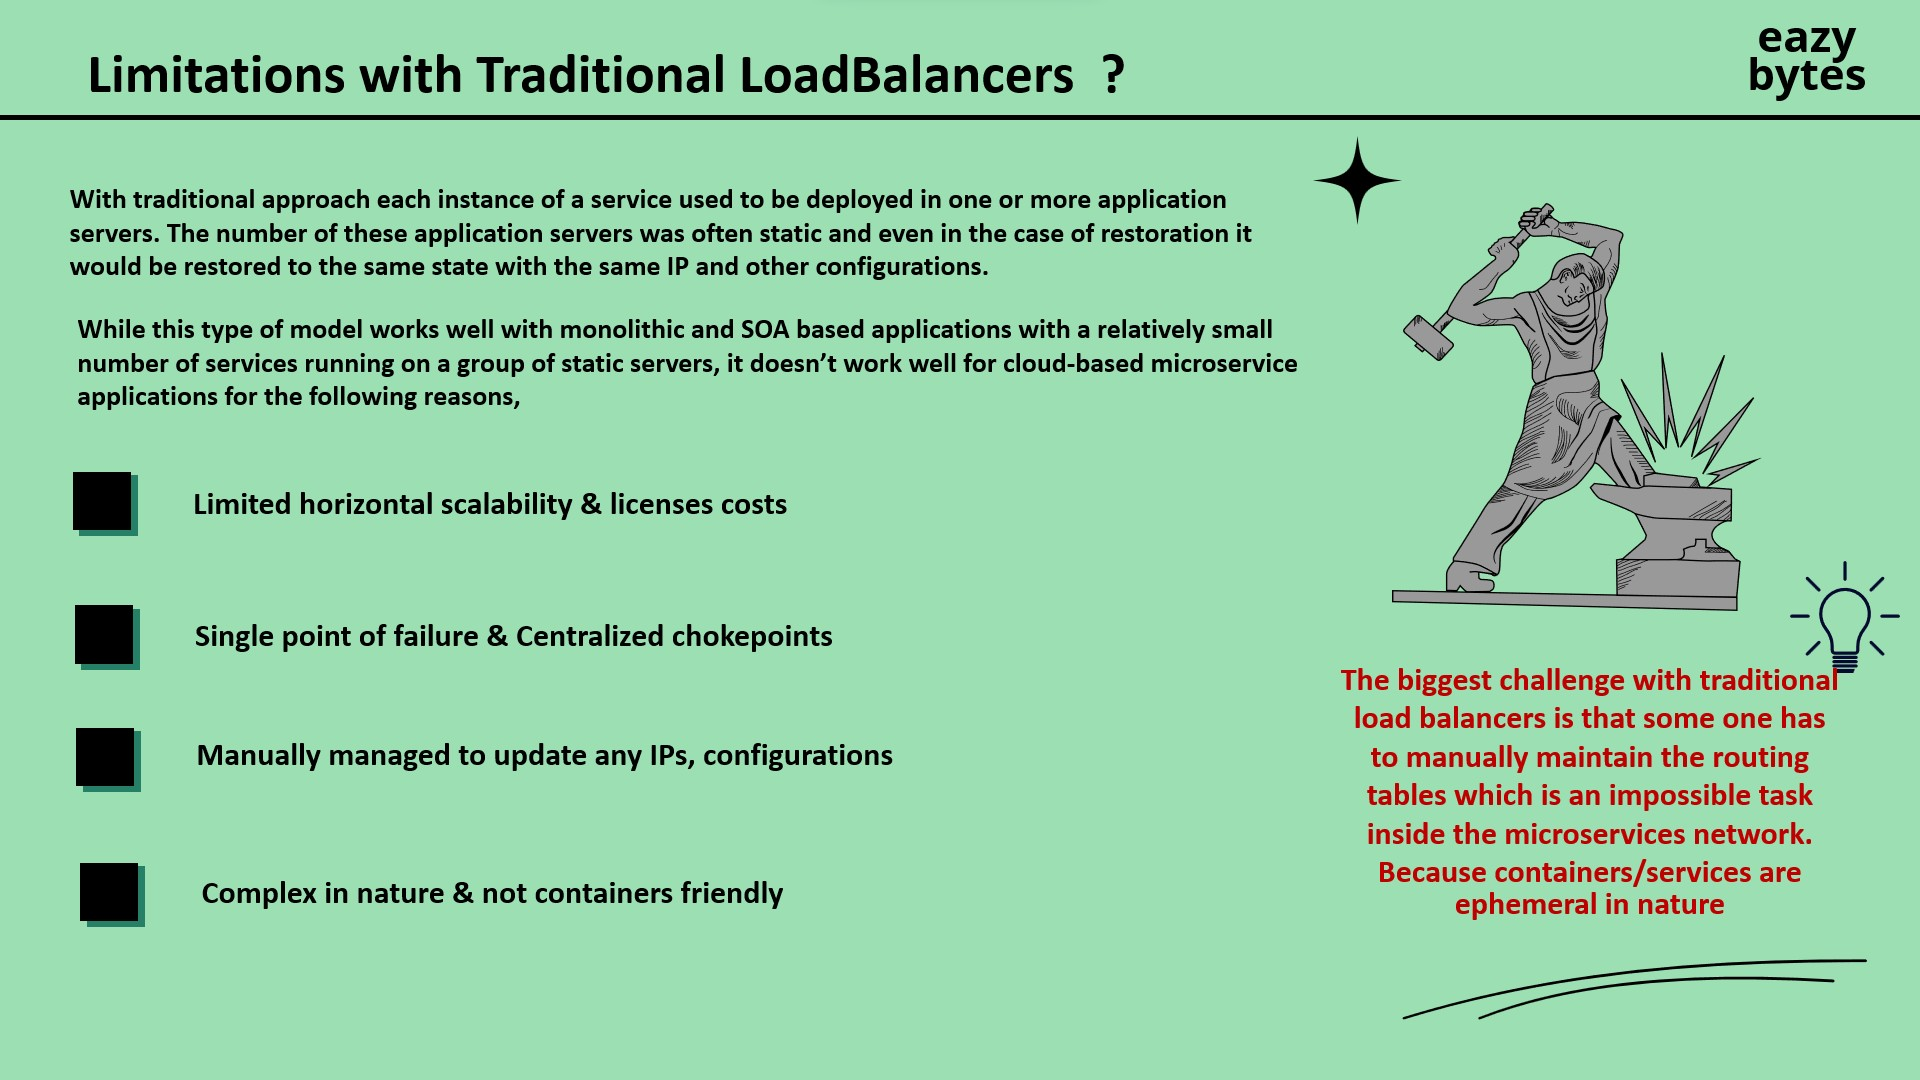 Limitations with Traditional LoadBalancers ?
eazy
bytes
With traditional approach each instance of a service used to be deployed in one or more application
servers. The number of these application servers was often static and even in the case of restoration it
would be restored to the same state with the same IP and other configurations.
While this type of model works well with monolithic and SOA based applications with a relatively small
number of services running on a group of static servers, it doesn’t work well for cloud-based microservice
applications for the following reasons,
Limited horizontal scalability & licenses costs
Single point of failure & Centralized chokepoints
Manually managed to update any IPs, configurations
Complex in nature & not containers friendly
The biggest challenge with traditional
load balancers is that some one has
to manually maintain the routing
tables which is an impossible task
inside the microservices network.
Because containers/services are
ephemeral in nature